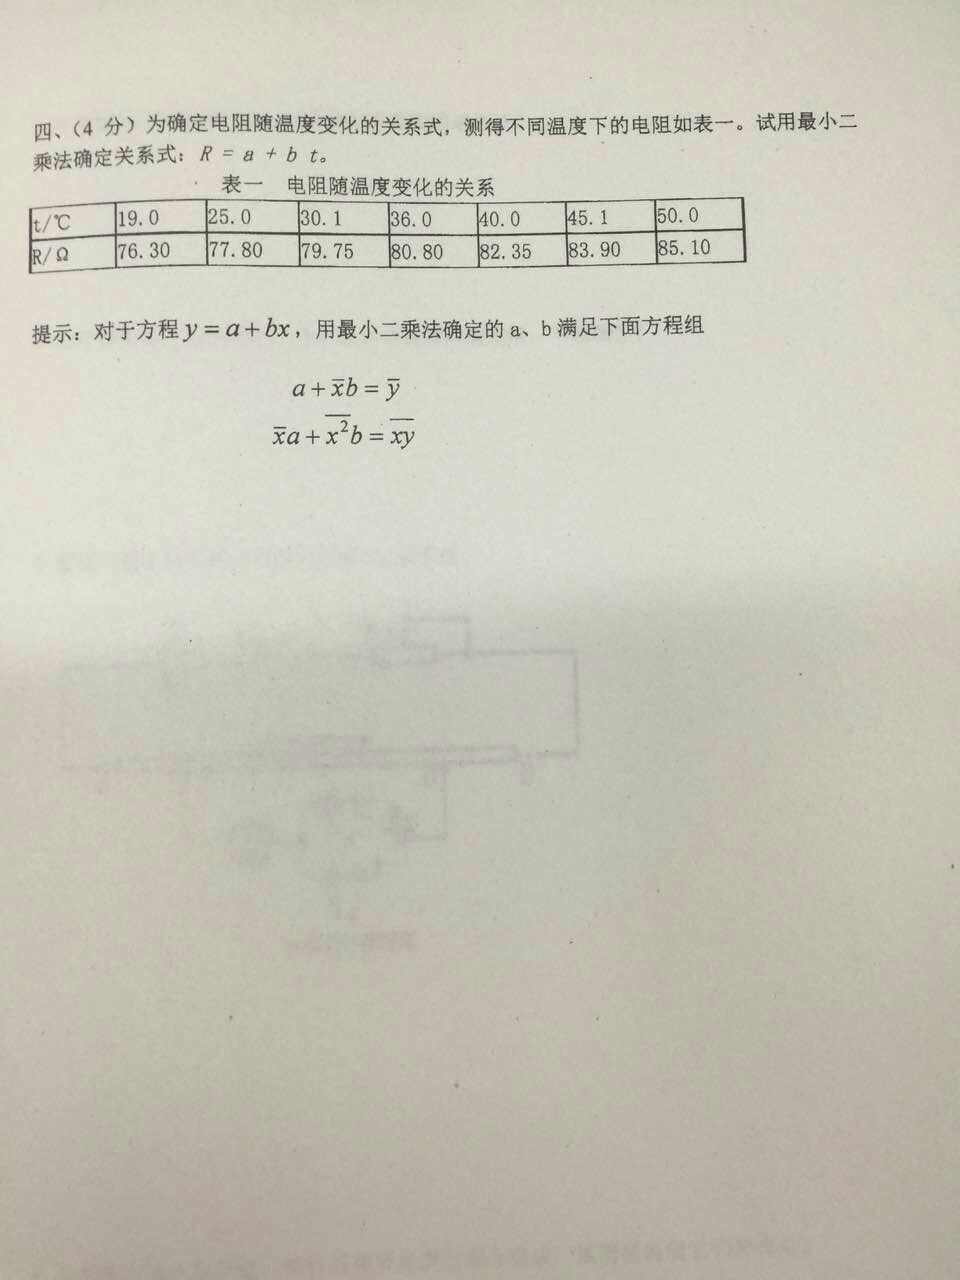 四、（4 分）为确定电阻随温度变化的关系式，测得不同温度下的电阻如表一。试用最小二
乘法确定关系式：R = a + b t。
表一 电阻随温度变化的关系
t/℃ 19.0 25.0 30.1 36.0 40.0 45.1 50.0
R/Ω 76.30 77.80 79.75 80.80 82.35 83.90 85.10
提示：对于方程 y = a + bx，用最小二乘法确定的 a、b 满足下面方程组
a + x̄b = ȳ
x̄a + x̅²̅b = x̅y̅